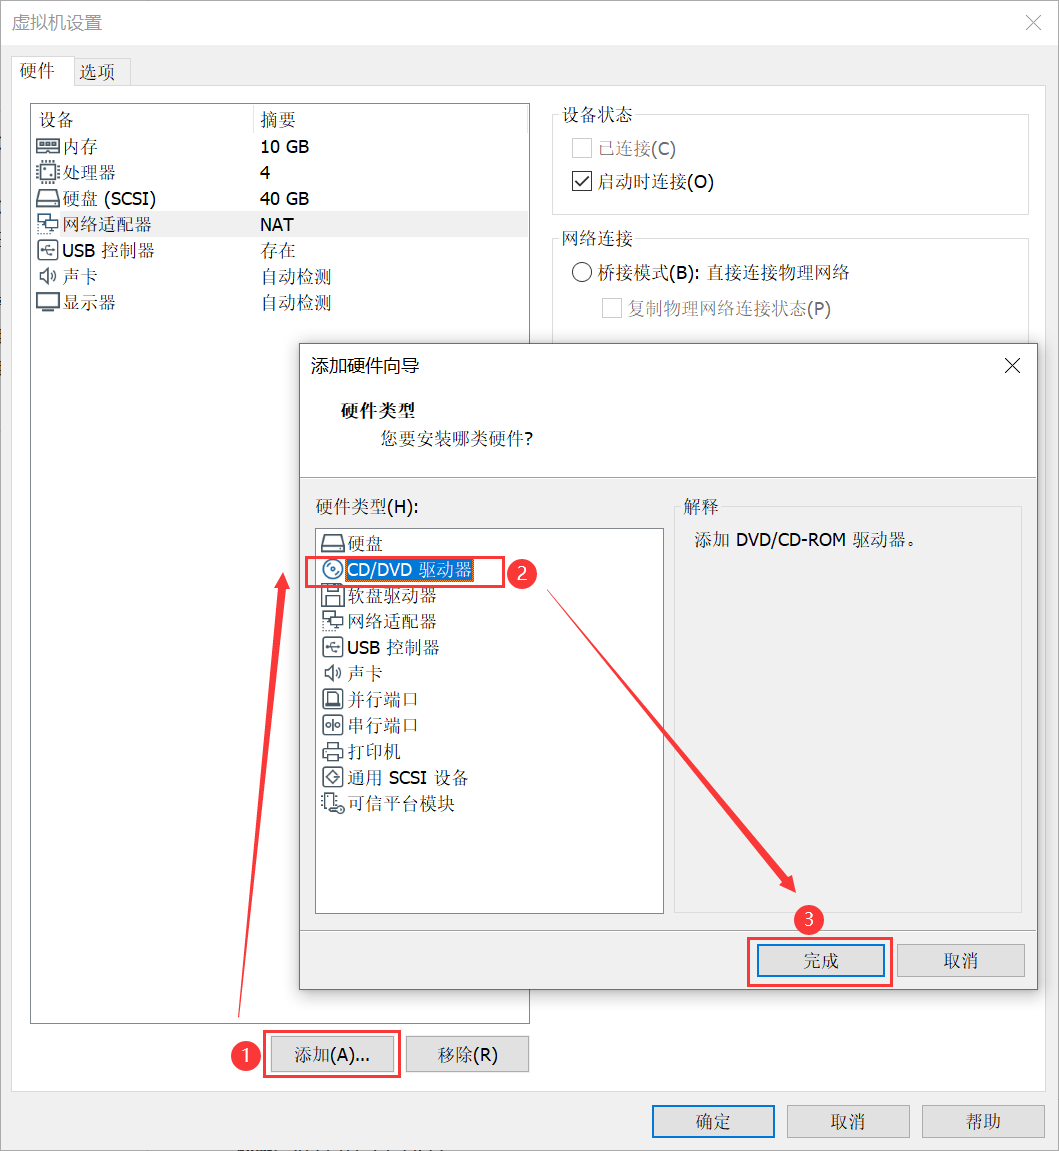 虚拟机设置
硬件 选项
设备 摘要
内存 10 GB
处理器 4
硬盘 (SCSI) 40 GB
网络适配器 NAT
USB 控制器 存在
声卡 自动检测
显示器 自动检测
设备状态
已连接(C)
启动时连接(O)
网络连接
桥接模式(B): 直接连接物理网络
复制物理网络连接状态(P)
添加硬件向导
硬件类型
您要安装哪类硬件?
硬件类型(H):
硬盘
CD/DVD 驱动器
2
软盘驱动器
网络适配器
USB 控制器
声卡
并行端口
串行端口
打印机
通用 SCSI 设备
可信平台模块
解释
添加 DVD/CD-ROM 驱动器。
3
完成 取消
1 添加(A)... 移除(R)
确定 取消 帮助